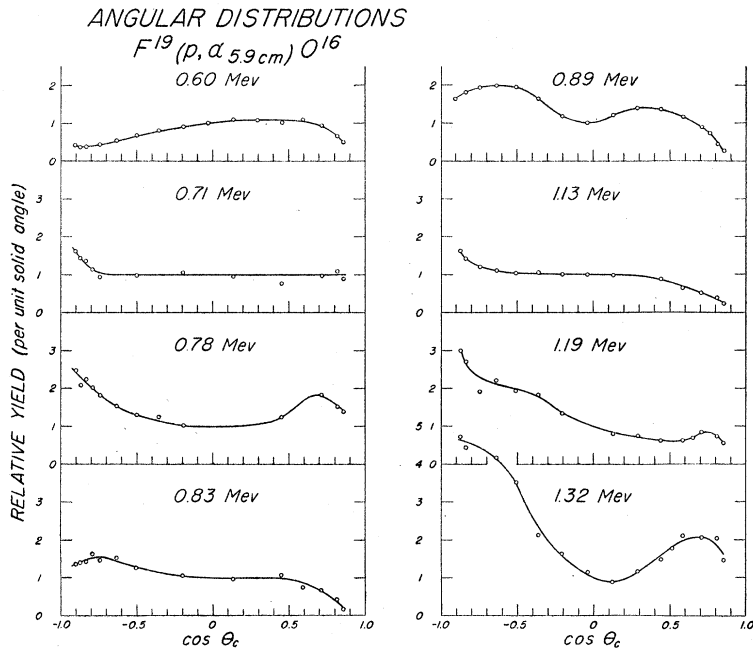 ANGULAR DISTRIBUTIONS
F¹⁹(p, α 5.9 cm) O¹⁶
RELATIVE YIELD (per unit solid angle)
0.60 Mev
2
1
0
0.71 Mev
3
2
1
0
0.78 Mev
3
2
1
0
0.83 Mev
3
2
1
0
-1.0 -0.5 0 0.5 1.0
cos θc
0.89 Mev
2
1
0
1.13 Mev
3
2
1
0
1.19 Mev
3
2
5 1
4 0
1.32 Mev
3
2
1
0
-1.0 -0.5 0 0.5 1.0
cos θc